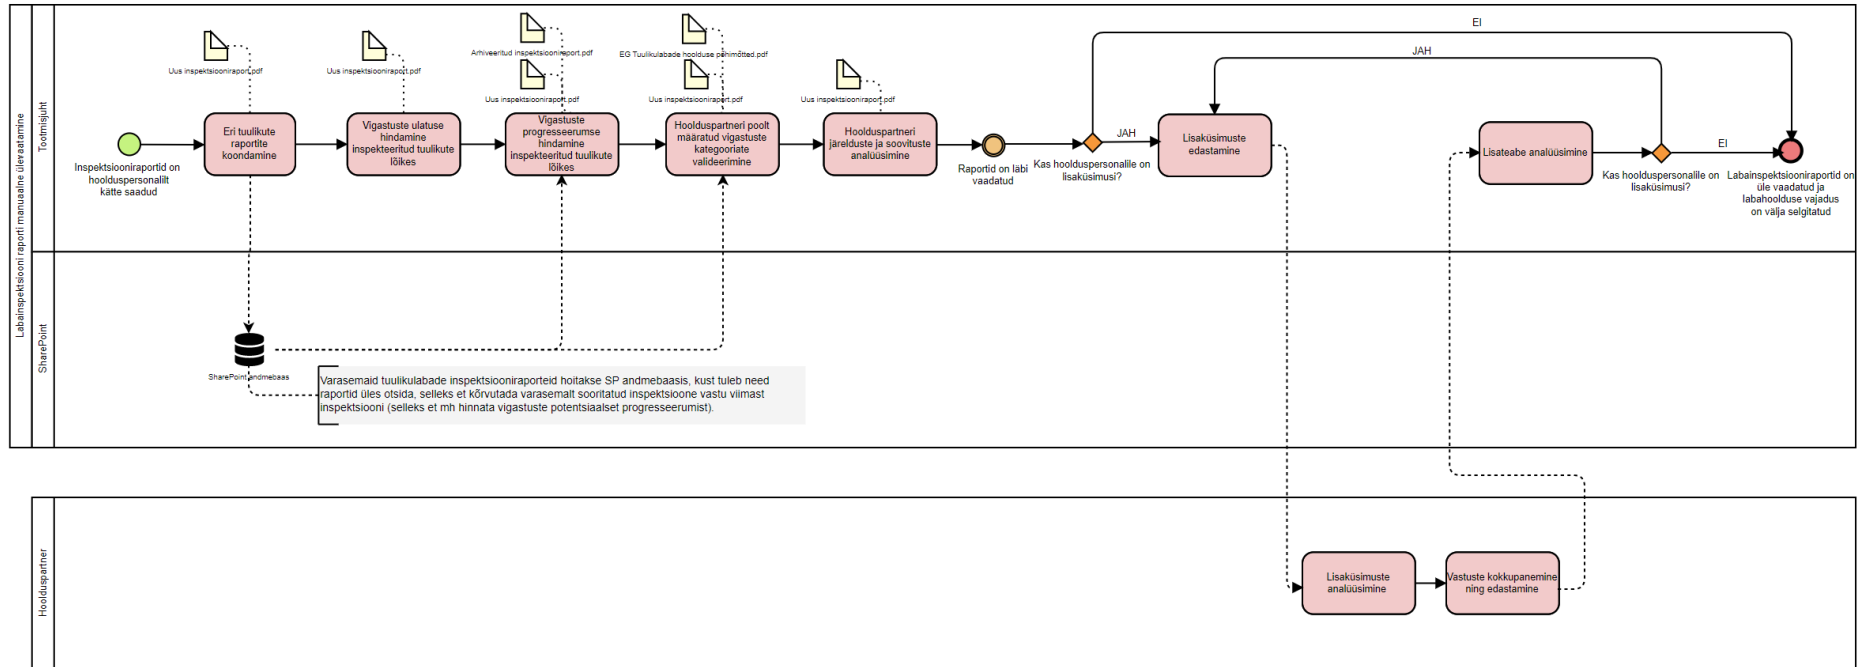 Labainspektsiooni raporti manuaalne ülevaatamine
Tootmisjuht
SharePoint
Hoolduspartner
Inspektsiooniraportid on
hoolduspersonalilt
kätte saadud
Uus inspektsiooniraport.pdf
Eri tuulikute
raportite
koondamine
Uus inspektsiooniraport.pdf
Vigastuste ulatuse
hindamine
inspekteeritud tuulikute
lõikes
Arhiveeritud inspektsiooniraport.pdf
Uus inspektsiooniraport.pdf
Vigastuste
progresseerumse
hindamine
inspekteeritud tuulikute
lõikes
EG Tuulikulabade hoolduse põhimõtted.pdf
Uus inspektsiooniraport.pdf
Hoolduspartneri poolt
määratud vigastuste
kategooriate
valideerimine
Uus inspektsiooniraport.pdf
Hoolduspartneri
järelduste ja soovituste
analüüsimine
Raportid on läbi
vaadatud
Kas hoolduspersonalile on
lisaküsimusi?
EI
JAH
JAH
Lisaküsimuste
edastamine
Lisateabe analüüsimine
Kas hoolduspersonalile on
lisaküsimusi?
EI
Labainspektsiooniraportid on
üle vaadatud ja
labahoolduse vajadus
on välja selgitatud
SharePoint andmebaas
Varasemaid tuulikulabade inspektsiooniraporteid hoitakse SP andmebaasis, kust tuleb need
raportid üles otsida, selleks et kõrvutada varasemalt sooritatud inspektsioone vastu viimast
inspektsiooni (selleks et mh hinnata vigastuste potentsiaalset progresseerumist).
Lisaküsimuste
analüüsimine
Vastuste kokkupanemine
ning edastamine